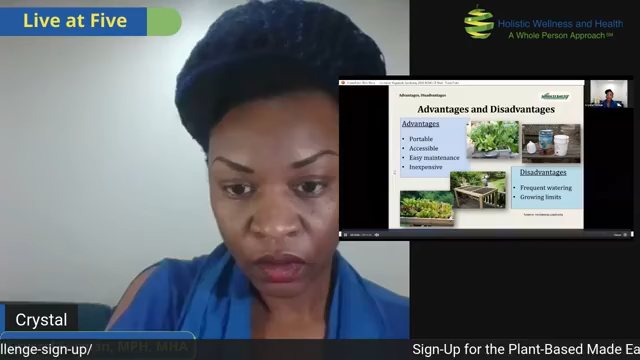 Live at Five
Holistic Wellness and Health
A Whole Person Approach℠
Advantages, Disadvantages
Advantages and Disadvantages
Advantages
• Portable
• Accessible
• Easy maintenance
• Inexpensive
Disadvantages
• Frequent watering
• Growing limits
Crystal
MPH, MHA
llenge-sign-up/
Sign-Up for the Plant-Based Made Ea